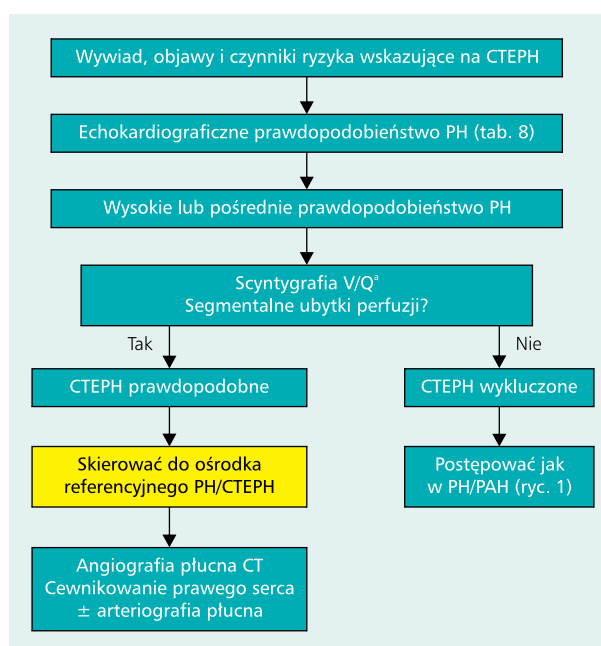 Wywiad, objawy i czynniki ryzyka wskazujące na CTEPH
Echokardiograficzne prawdopodobieństwo PH (tab. 8)
Wysokie lub pośrednie prawdopodobieństwo PH
Scyntygrafia V/Qᵃ
Segmentalne ubytki perfuzji?
Tak
Nie
CTEPH prawdopodobne
CTEPH wykluczone
Skierować do ośrodka
referencyjnego PH/CTEPH
Postępować jak
w PH/PAH (ryc. 1)
Angiografia płucna CT
Cewnikowanie prawego serca
± arteriografia płucna